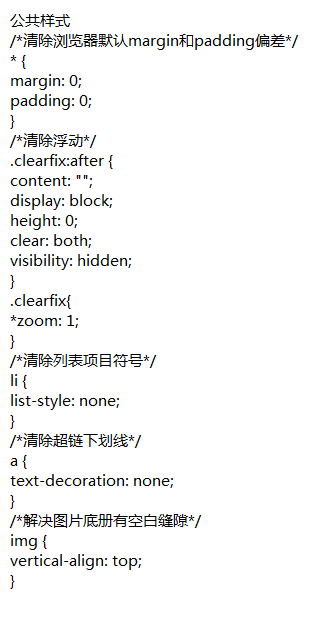 公共样式
/*清除浏览器默认margin和padding偏差*/
* {
margin: 0;
padding: 0;
}
/*清除浮动*/
.clearfix:after {
content: "";
display: block;
height: 0;
clear: both;
visibility: hidden;
}
.clearfix{
*zoom: 1;
}
/*清除列表项目符号*/
li {
list-style: none;
}
/*清除超链下划线*/
a {
text-decoration: none;
}
/*解决图片底册有空白缝隙*/
img {
vertical-align: top;
}